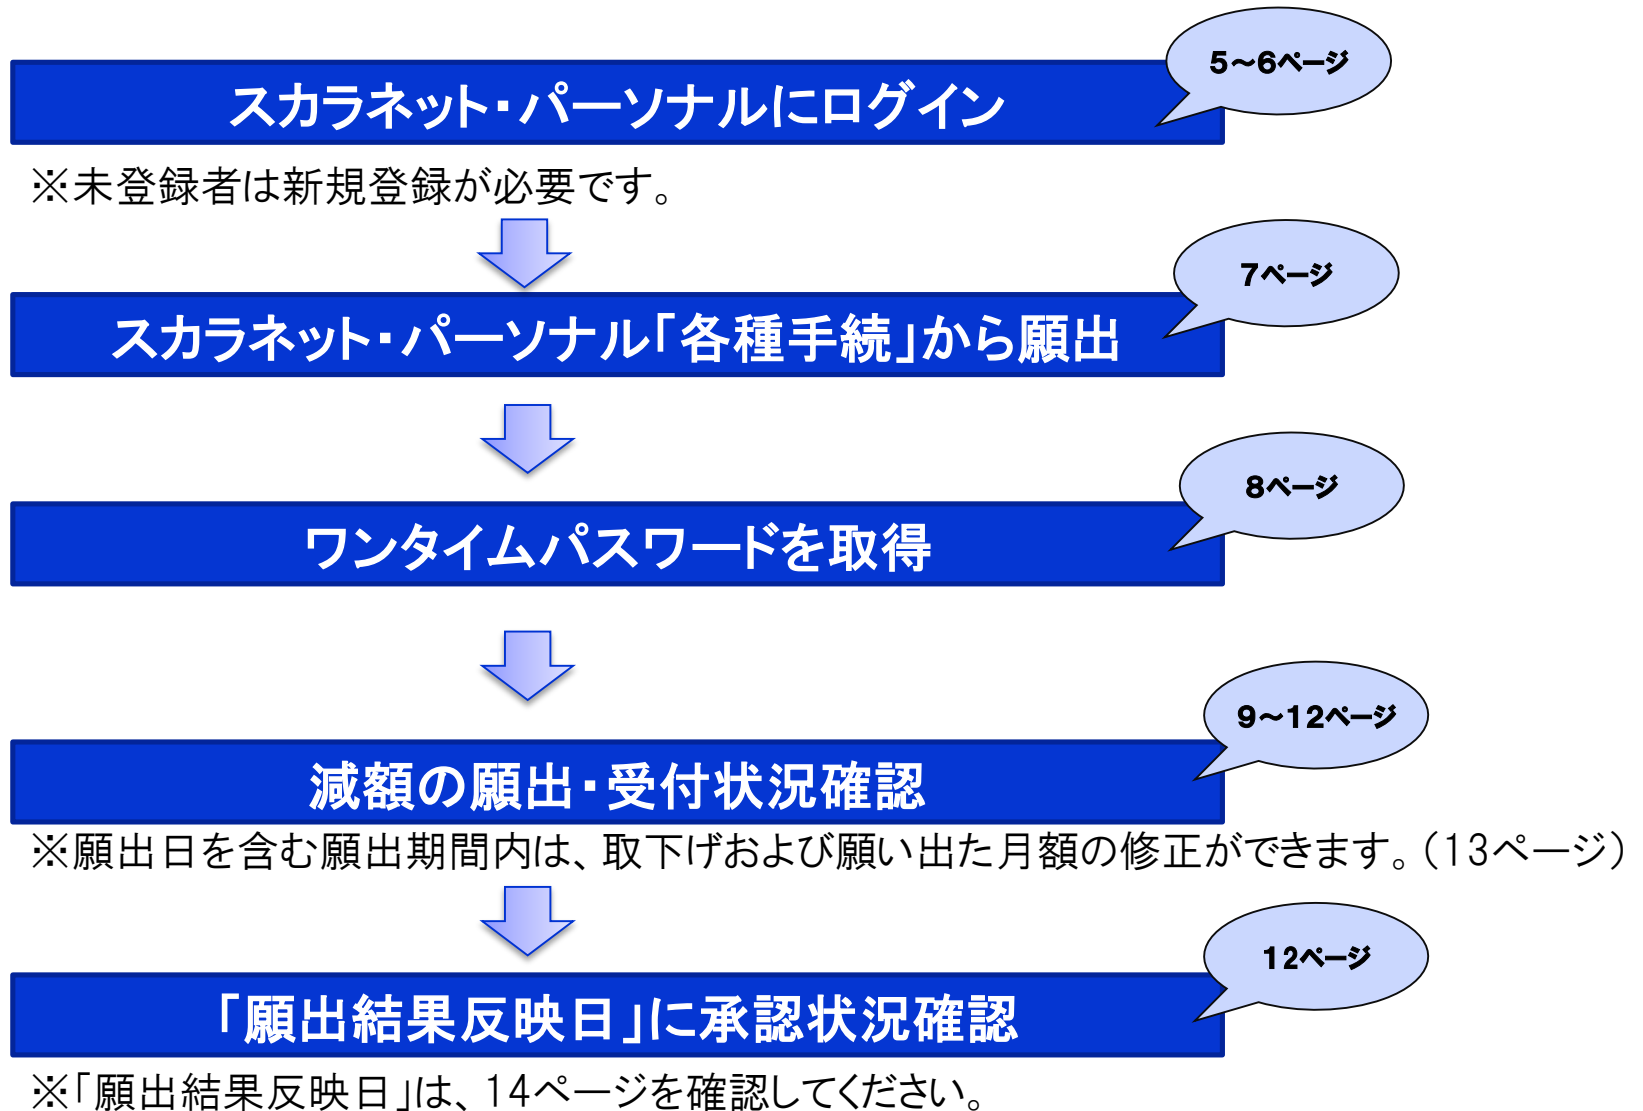 5～6ページ
スカラネット・パーソナルにログイン
※未登録者は新規登録が必要です。
7ページ
スカラネット・パーソナル「各種手続」から願出
8ページ
ワンタイムパスワードを取得
9～12ページ
減額の願出・受付状況確認
※願出日を含む願出期間内は、取下げおよび願い出た月額の修正ができます。（13ページ）
12ページ
「願出結果反映日」に承認状況確認
※「願出結果反映日」は、14ページを確認してください。